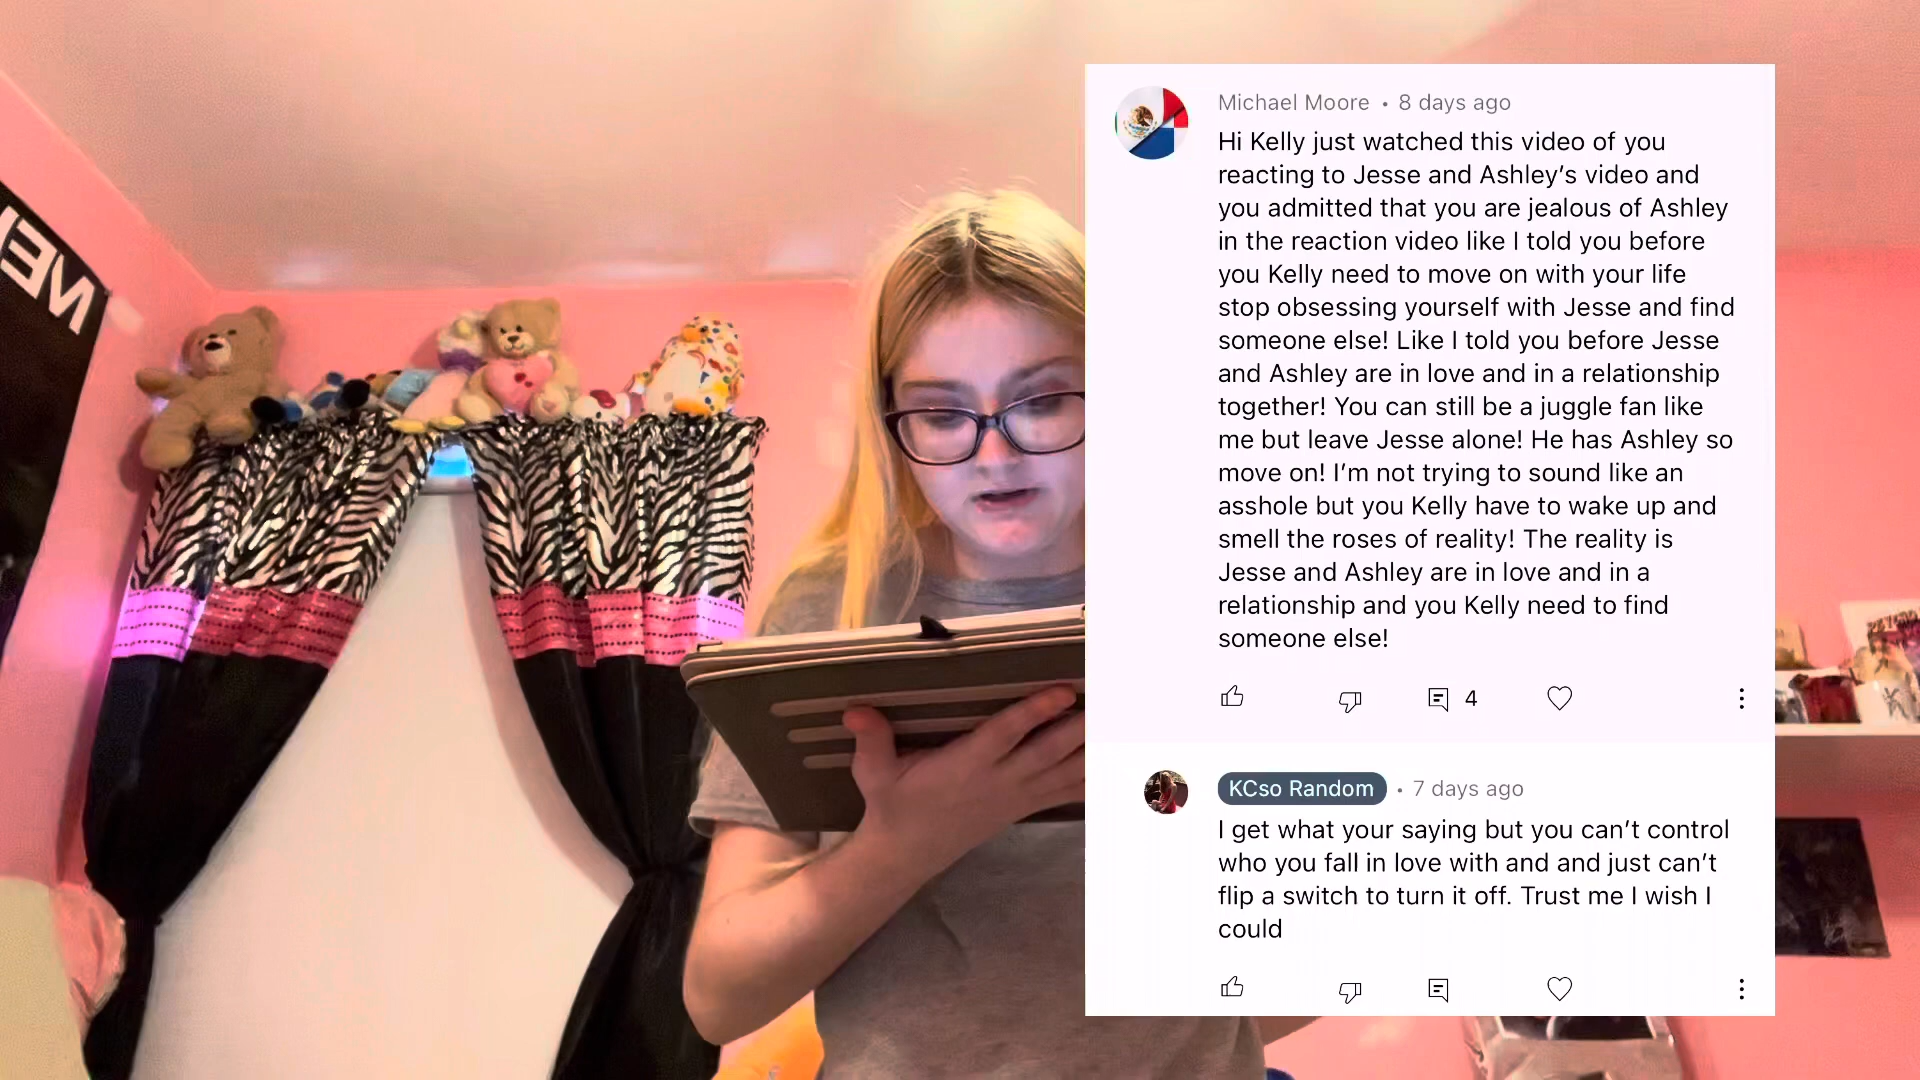 WEI
Michael Moore • 8 days ago
Hi Kelly just watched this video of you
reacting to Jesse and Ashley’s video and
you admitted that you are jealous of Ashley
in the reaction video like I told you before
you Kelly need to move on with your life
stop obsessing yourself with Jesse and find
someone else! Like I told you before Jesse
and Ashley are in love and in a relationship
together! You can still be a juggle fan like
me but leave Jesse alone! He has Ashley so
move on! I’m not trying to sound like an
asshole but you Kelly have to wake up and
smell the roses of reality! The reality is
Jesse and Ashley are in love and in a
relationship and you Kelly need to find
someone else!
4
KCso Random • 7 days ago
I get what your saying but you can’t control
who you fall in love with and and just can’t
flip a switch to turn it off. Trust me I wish I
could